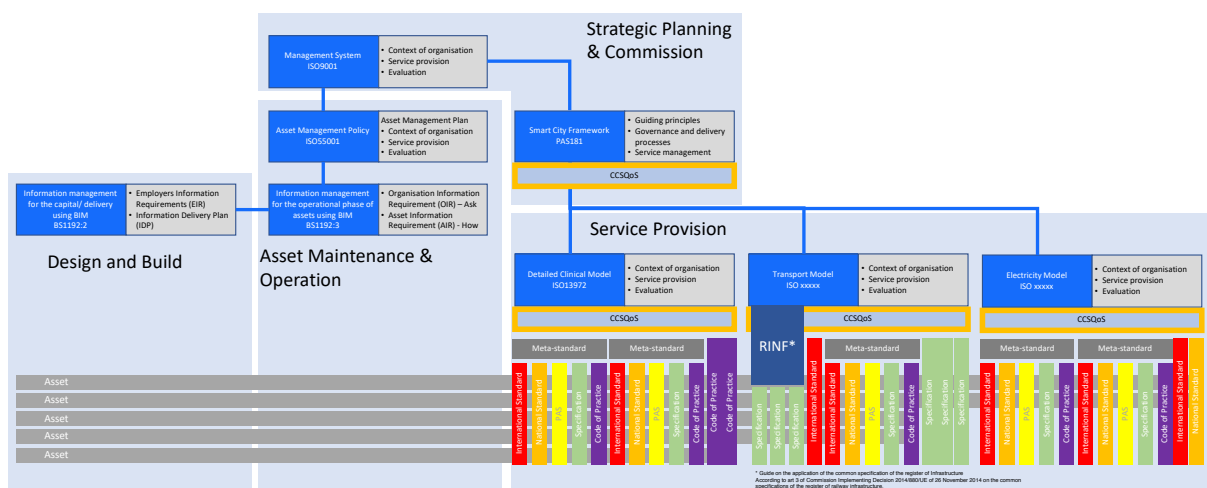 Strategic Planning
& Commission
Management System
ISO9001
• Context of organisation
• Service provision
• Evaluation
Asset Management Policy
ISO55001
Asset Management Plan
• Context of organisation
• Service provision
• Evaluation
Smart City Framework
PAS181
• Guiding principles
• Governance and delivery
processes
• Service management
CCSQoS
Information management
for the capital/ delivery
using BIM
BS1192:2
• Employers Information
Requirements (EIR)
• Information Delivery Plan
(IDP)
Information management
for the operational phase of
assets using BIM
BS1192:3
• Organisation Information
Requirement (OIR) – Ask
• Asset Information
Requirement (AIR) - How
Design and Build
Asset Maintenance &
Operation
Service Provision
Detailed Clinical Model
ISO13972
• Context of organisation
• Service provision
• Evaluation
CCSQoS
Transport Model
ISO xxxxx
• Context of organisation
• Service provision
• Evaluation
CCSQoS
Electricity Model
ISO xxxxx
• Context of organisation
• Service provision
• Evaluation
CCSQoS
RINF*
Meta-standard
Meta-standard
Meta-standard
Meta-standard
Meta-standard
Asset
Asset
Asset
Asset
Asset
International Standard
National Standard
PAS
Specification
Code of Practice
International Standard
National Standard
PAS
Specification
Code of Practice
Code of Practice
Code of Practice
Specification
Specification
Specification
International Standard
International Standard
National Standard
PAS
Specification
Code of Practice
Specification
Specification
Specification
International Standard
National Standard
PAS
Specification
Code of Practice
International Standard
National Standard
PAS
Specification
Code of Practice
International Standard
National Standard
* Guide on the application of the common specification of the register of Infrastructure
According to art 3 of Commission Implementing Decision 2014/880/UE of 26 November 2014 on the common
specifications of the register of railway infrastructure.